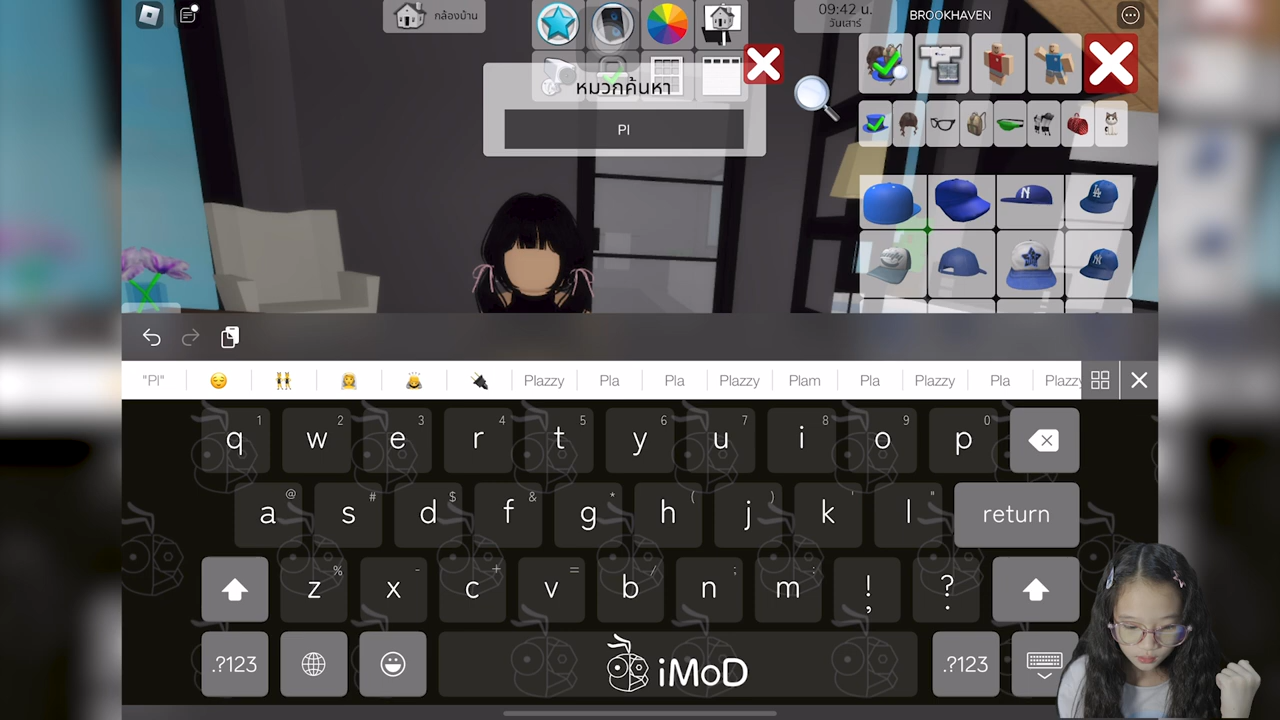 กล้องบ้าน
09:42 น.
วันเสาร์
BROOKHAVEN
หมวกค้นหา
Pl
"Pl"
Plazzy
Pla
Pla
Plazzy
Plam
Pla
Plazzy
Pla
Plazzy
q 1 w 2 e 3 r 4 t 5 y 6 u 7 i 8 o 9 p 0
a @ s # d $ f & g * h ( j ) k ' l " return
z % x - c + v = b / n ; m : ! , ? .
.?123 iMoD .?123